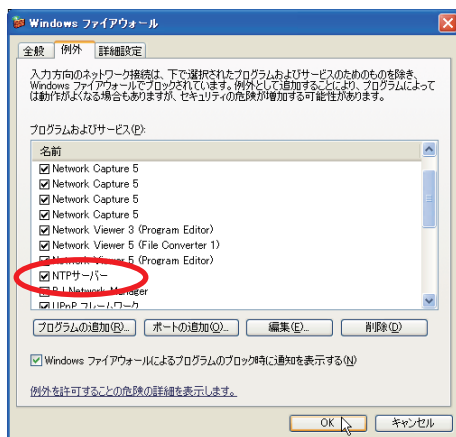 Windows ファイアウォール
全般 例外 詳細設定
入力方向のネットワーク接続は、下で選択されたプログラムおよびサービスのためのものを除き、
Windows ファイアウォールでブロックされています。例外として追加することにより、プログラムによって
は動作がよくなる場合もありますが、セキュリティの危険が増加する可能性があります。
プログラムおよびサービス(P):
名前
Network Capture 5
Network Capture 5
Network Capture 5
Network Capture 5
Network Viewer 3 (Program Editor)
Network Viewer 5 (File Converter 1)
Network Viewer 5 (Program Editor)
NTPサーバー
PJ Network Manager
UPnP フレームワーク
プログラムの追加(R)... ポートの追加(O)... 編集(E)... 削除(D)
Windows ファイアウォールによるプログラムのブロック時に通知を表示する(N)
例外を許可することの危険の詳細を表示します。
OK キャンセル